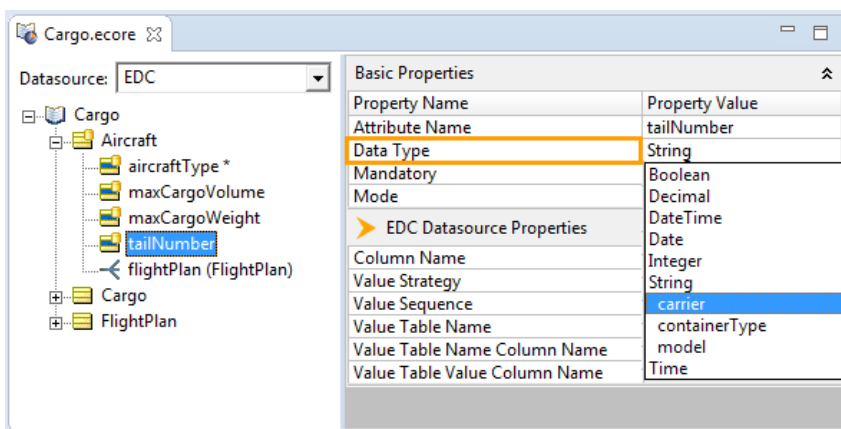 Cargo.ecore
Datasource: EDC
Cargo
Aircraft
aircraftType *
maxCargoVolume
maxCargoWeight
tailNumber
flightPlan (FlightPlan)
Cargo
FlightPlan
Basic Properties
Property Name Property Value
Attribute Name tailNumber
Data Type String
Mandatory
Mode
EDC Datasource Properties
Column Name
Value Strategy
Value Sequence
Value Table Name
Value Table Name Column Name
Value Table Value Column Name
Boolean
Decimal
DateTime
Date
Integer
String
carrier
containerType
model
Time